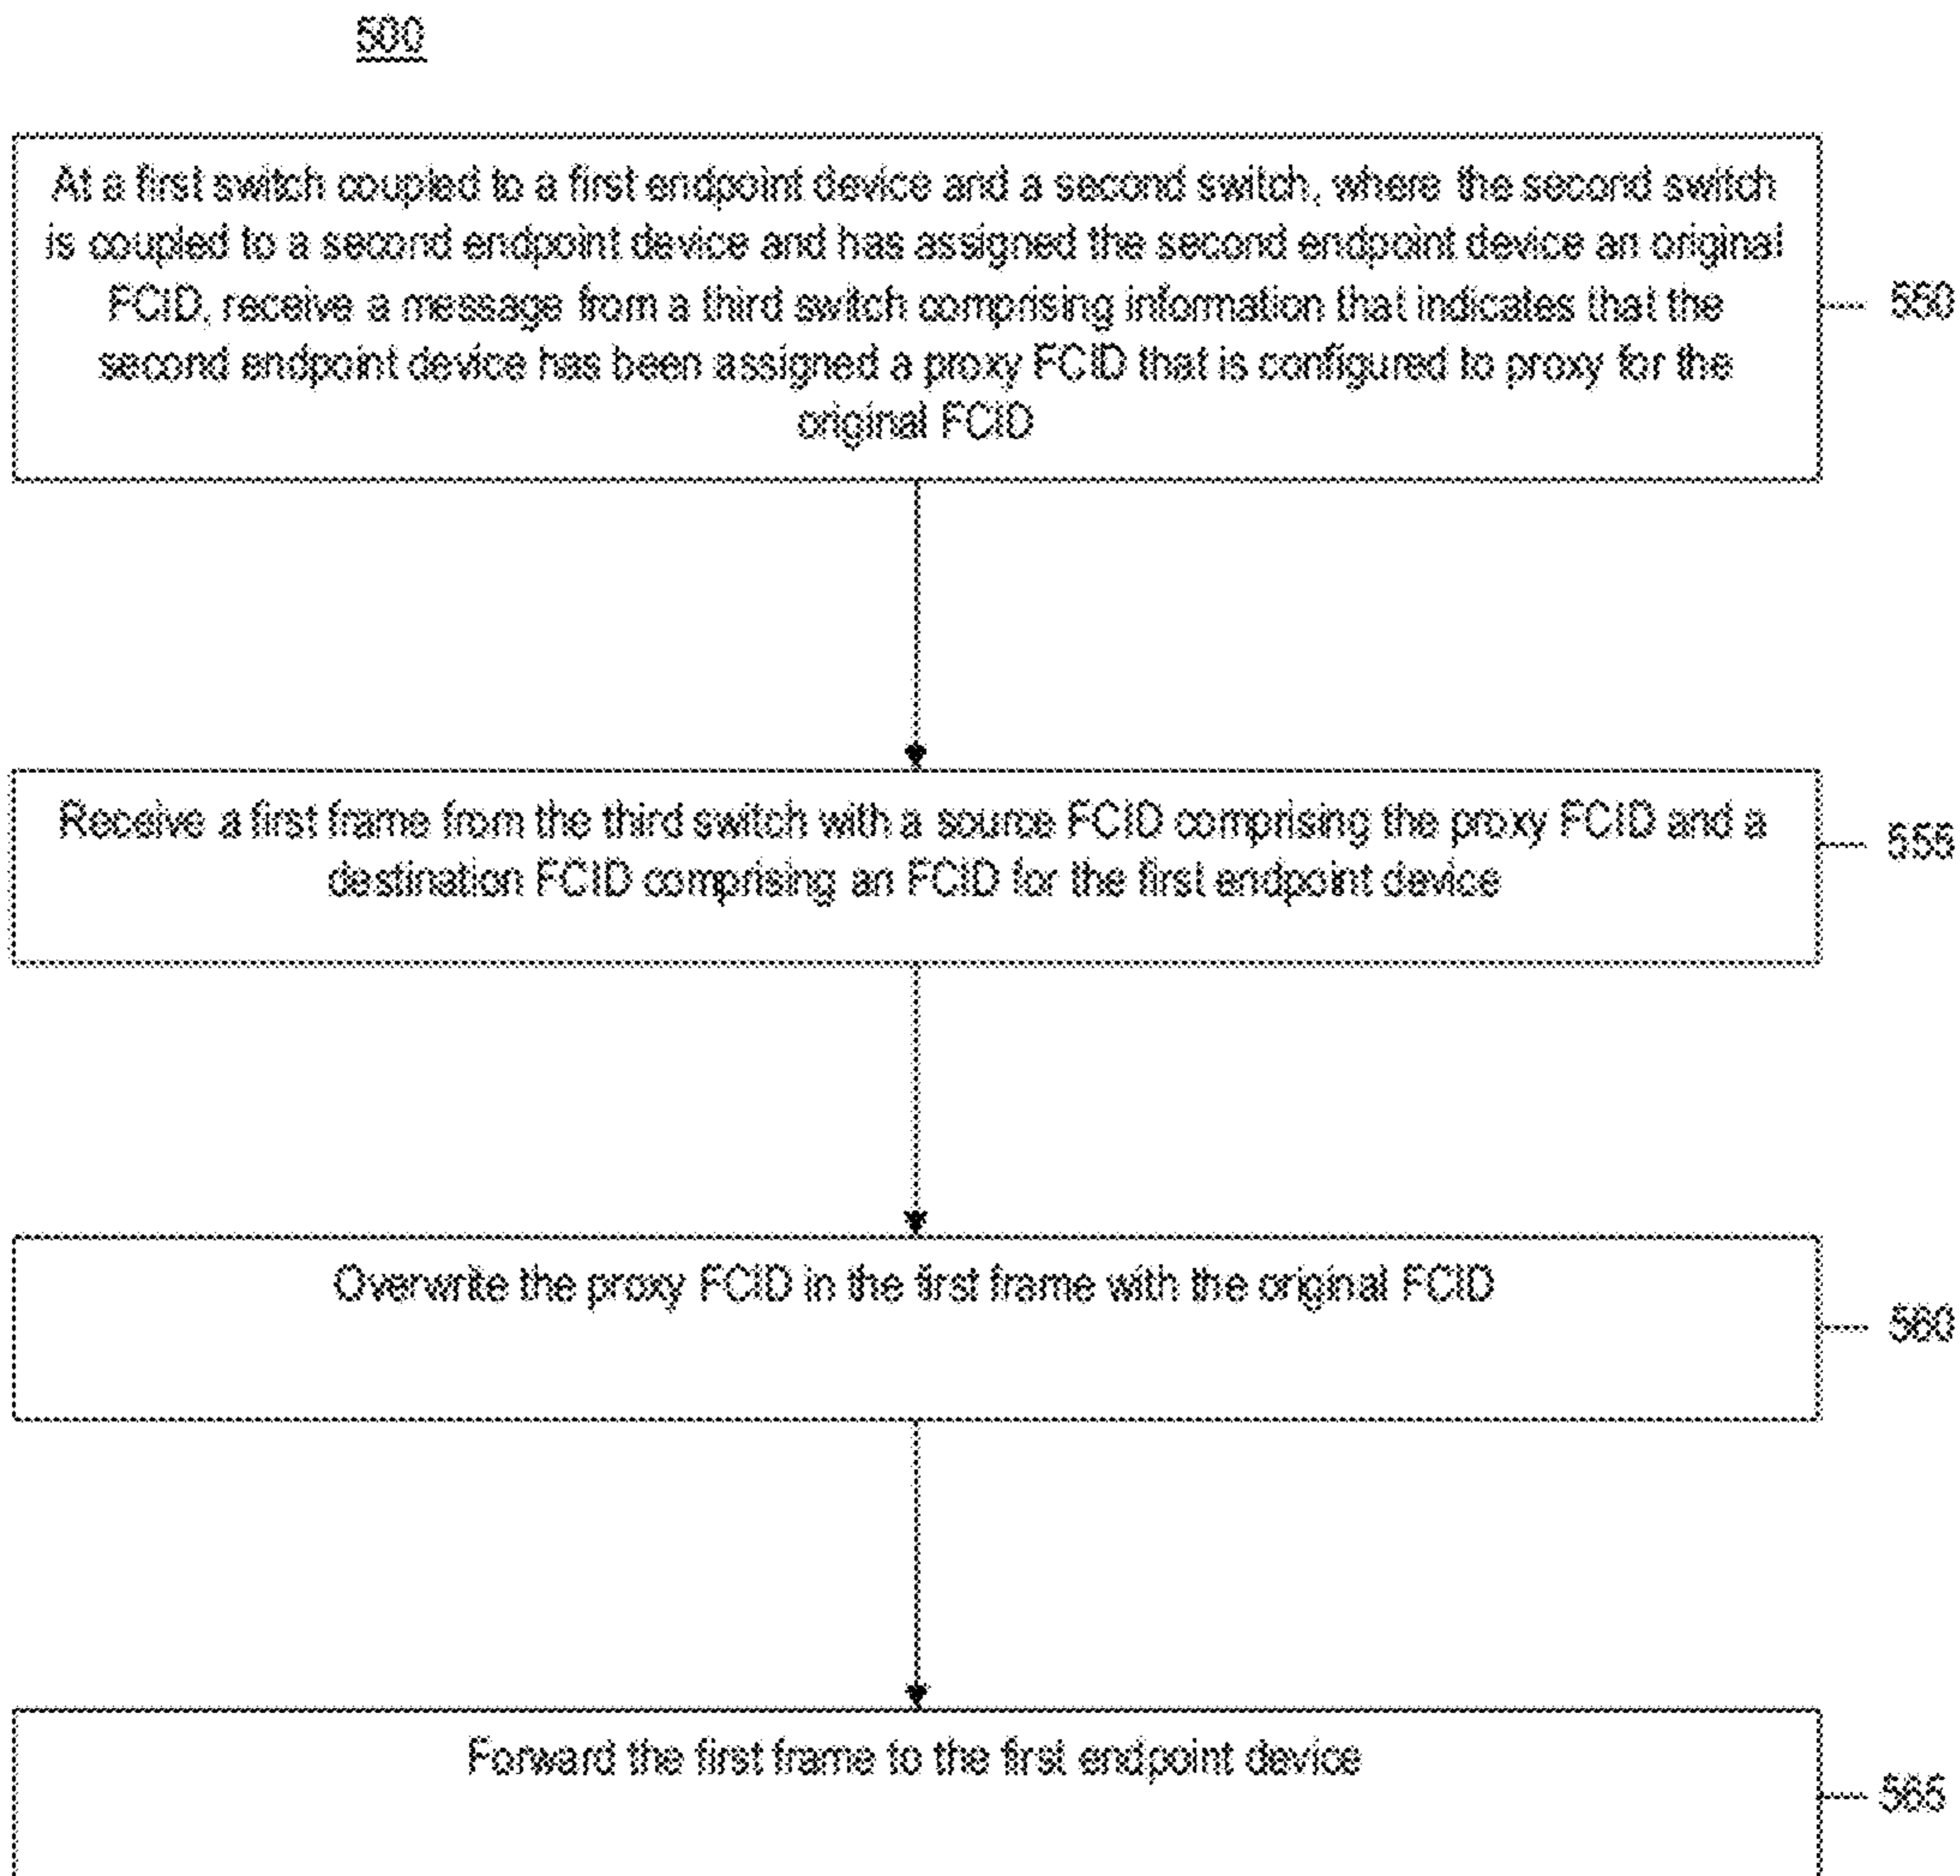 500
At a first switch coupled to a first endpoint device and a second switch, where the second switch
is coupled to a second endpoint device and has assigned the second endpoint device an original
FCID, receive a message from a third switch comprising information that indicates that the
second endpoint device has been assigned a proxy FCID that is configured to proxy for the
original FCID
550
Receive a first frame from the third switch with a source FCID comprising the proxy FCID and a
destination FCID comprising an FCID for the first endpoint device
555
Overwrite the proxy FCID in the first frame with the original FCID
560
Forward the first frame to the first endpoint device
565